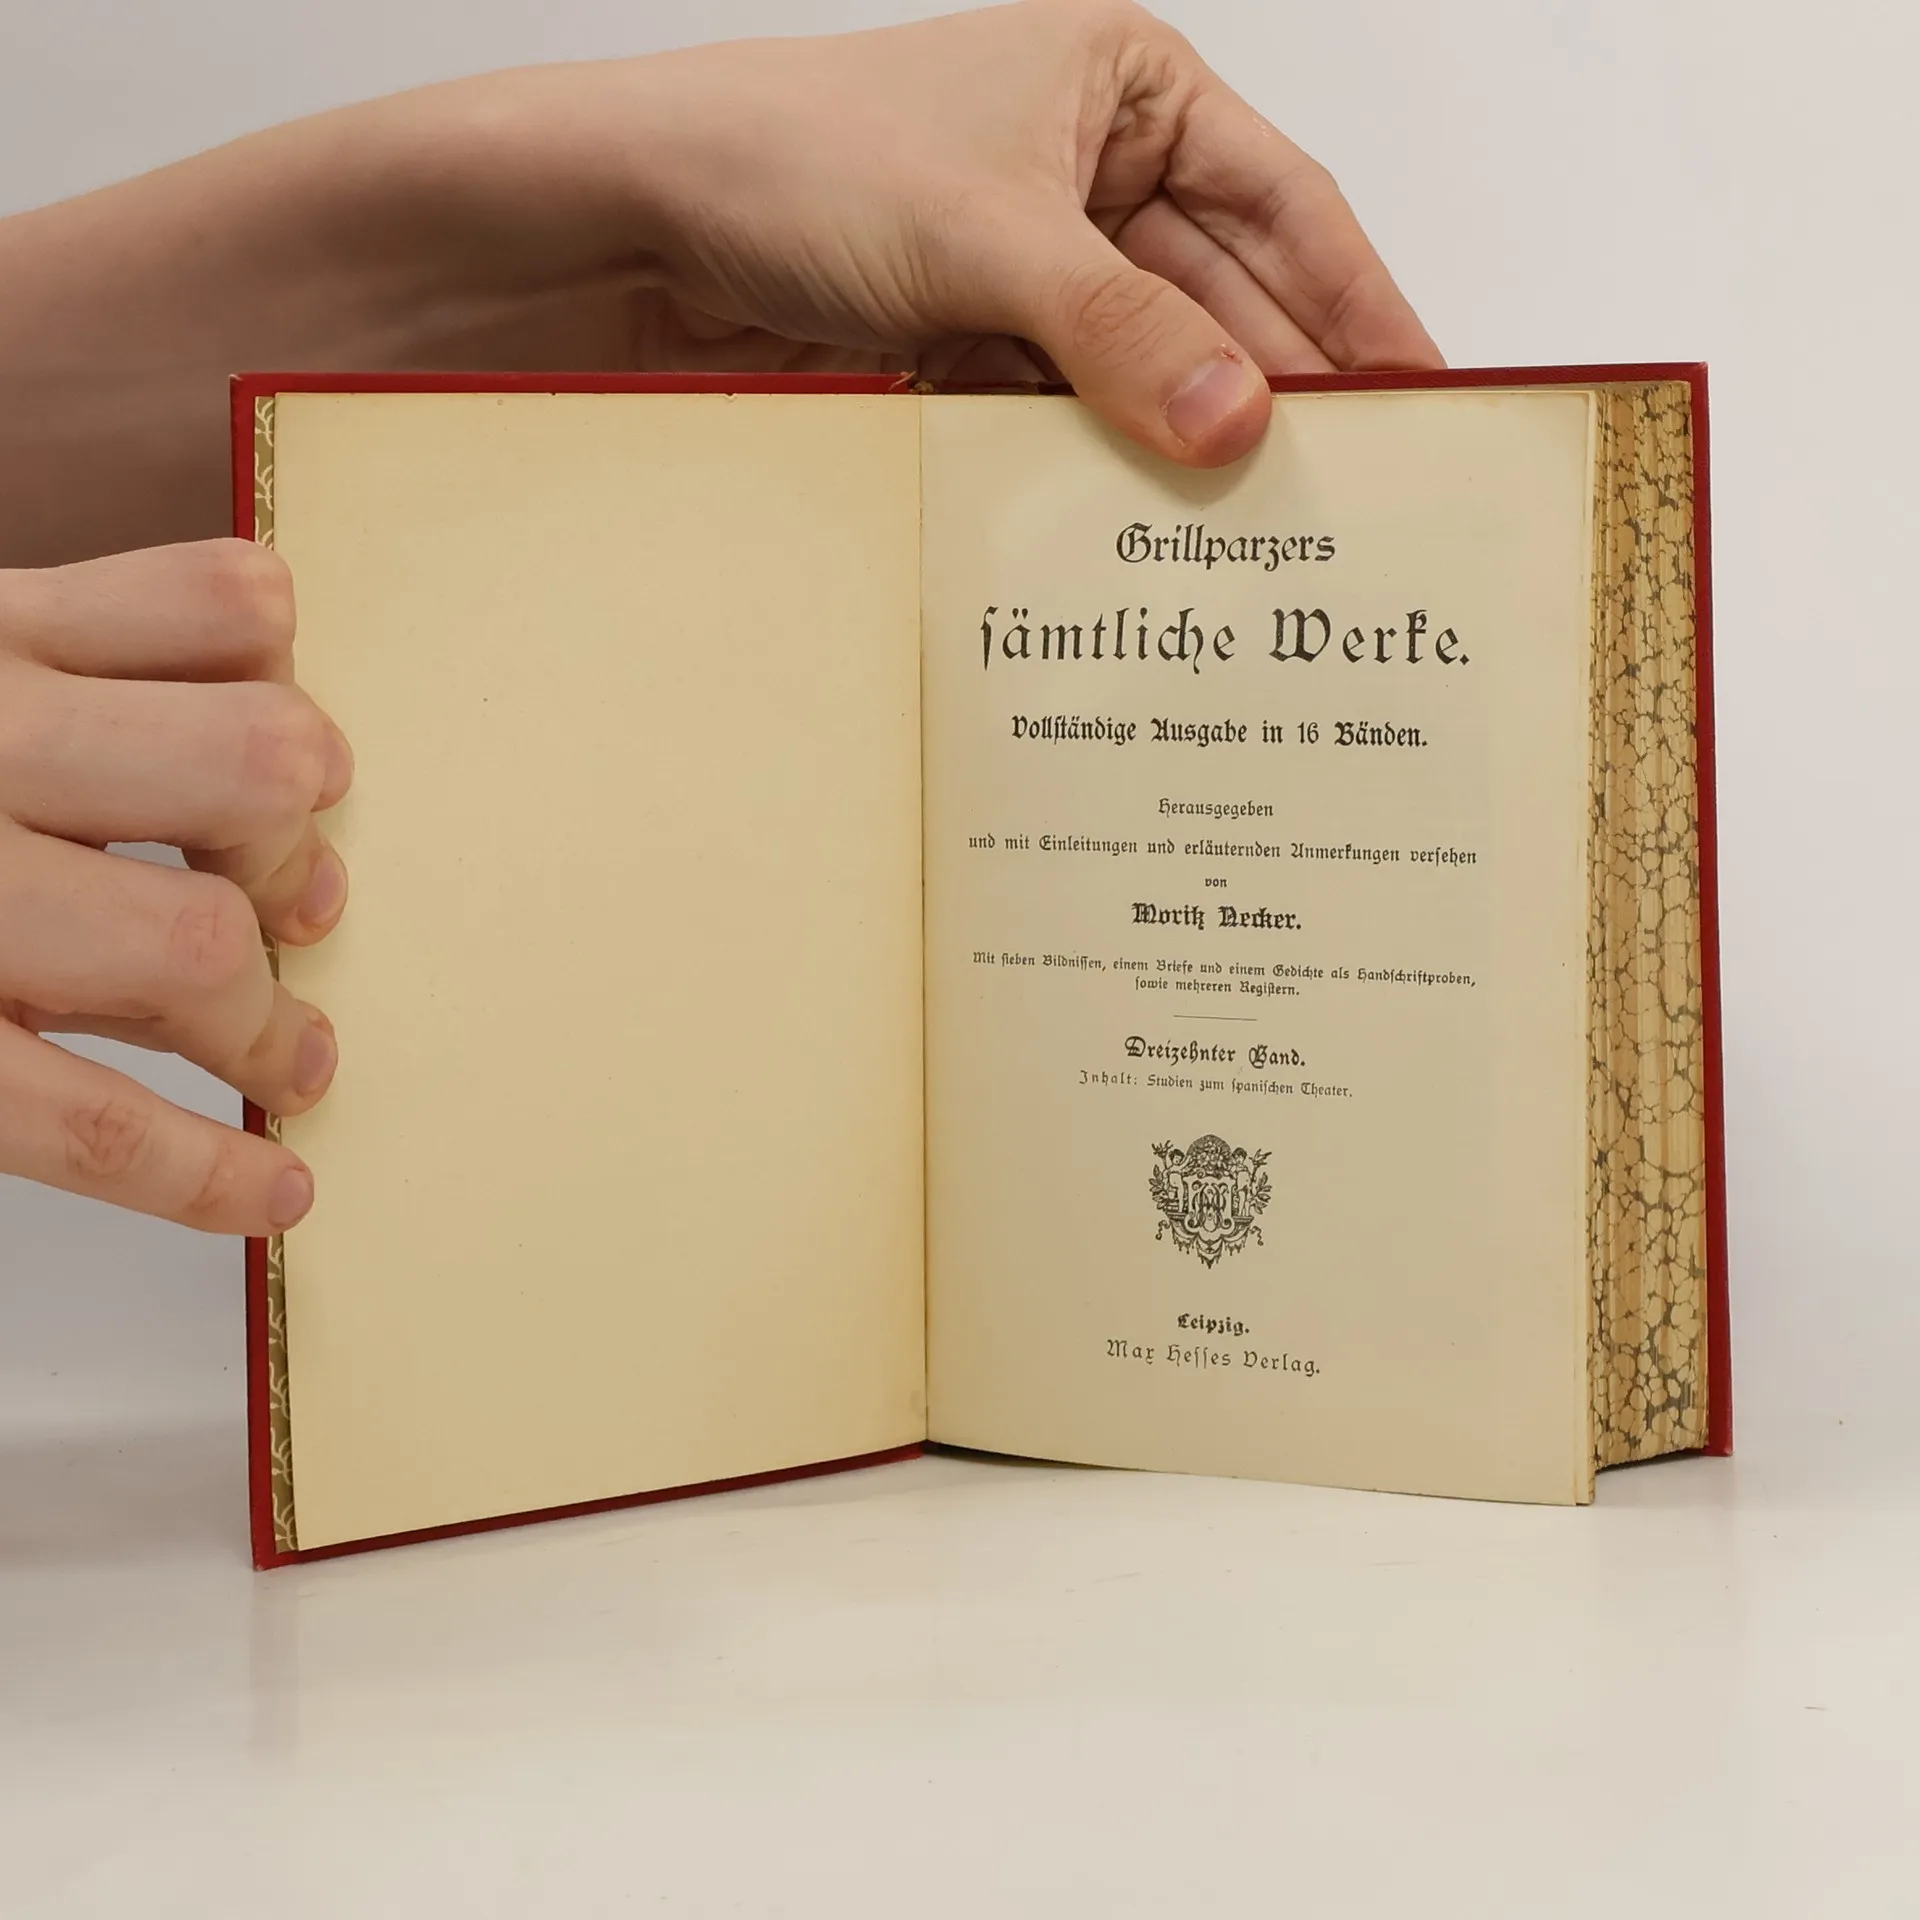 Grillparzers
sämtliche Werke.
Vollständige Ausgabe in 16 Bänden.
Herausgegeben
und mit Einleitungen und erläuternden Anmerkungen versehen
von
Moritz Necker.
Mit sieben Bildnissen, einem Briefe und einem Gedichte als Handschriftproben,
sowie mehreren Registern.
Dreizehnter Band.
Inhalt: Studien zum spanischen Theater.
Leipzig.
Max Hesses Verlag.